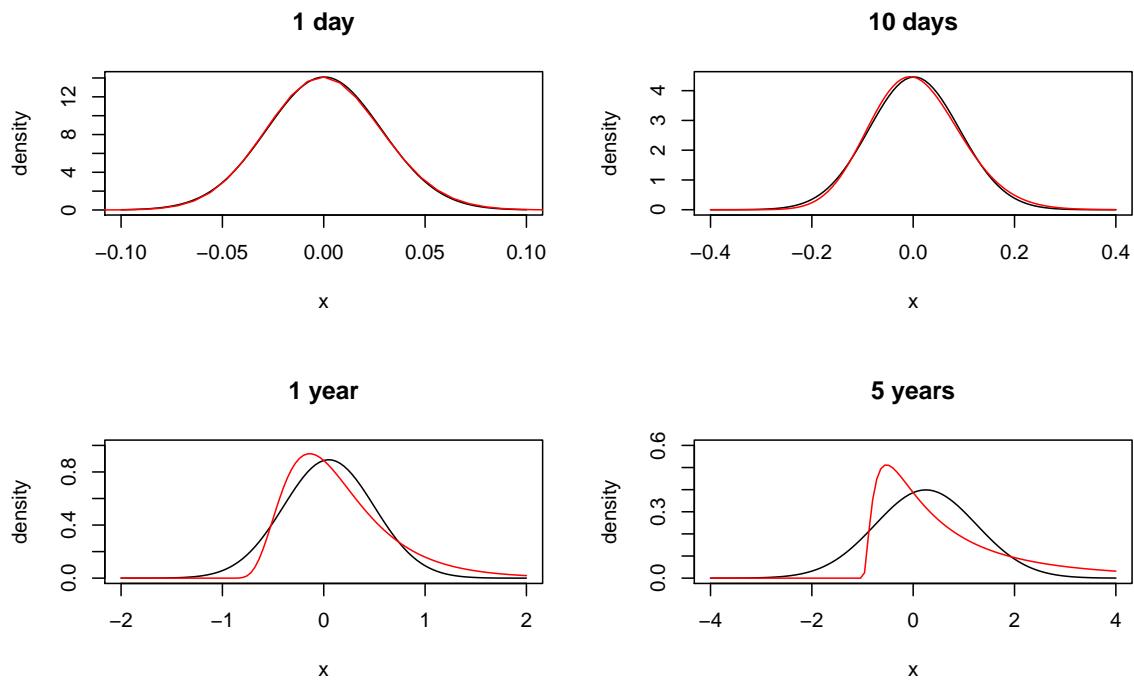 1 day
density
0 4 8 12
−0.10 −0.05 0.00 0.05 0.10
x
10 days
density
0 1 2 3 4
−0.4 −0.2 0.0 0.2 0.4
x
1 year
density
0.0 0.4 0.8
−2 −1 0 1 2
x
5 years
density
0.0 0.3 0.6
−4 −2 0 2 4
x